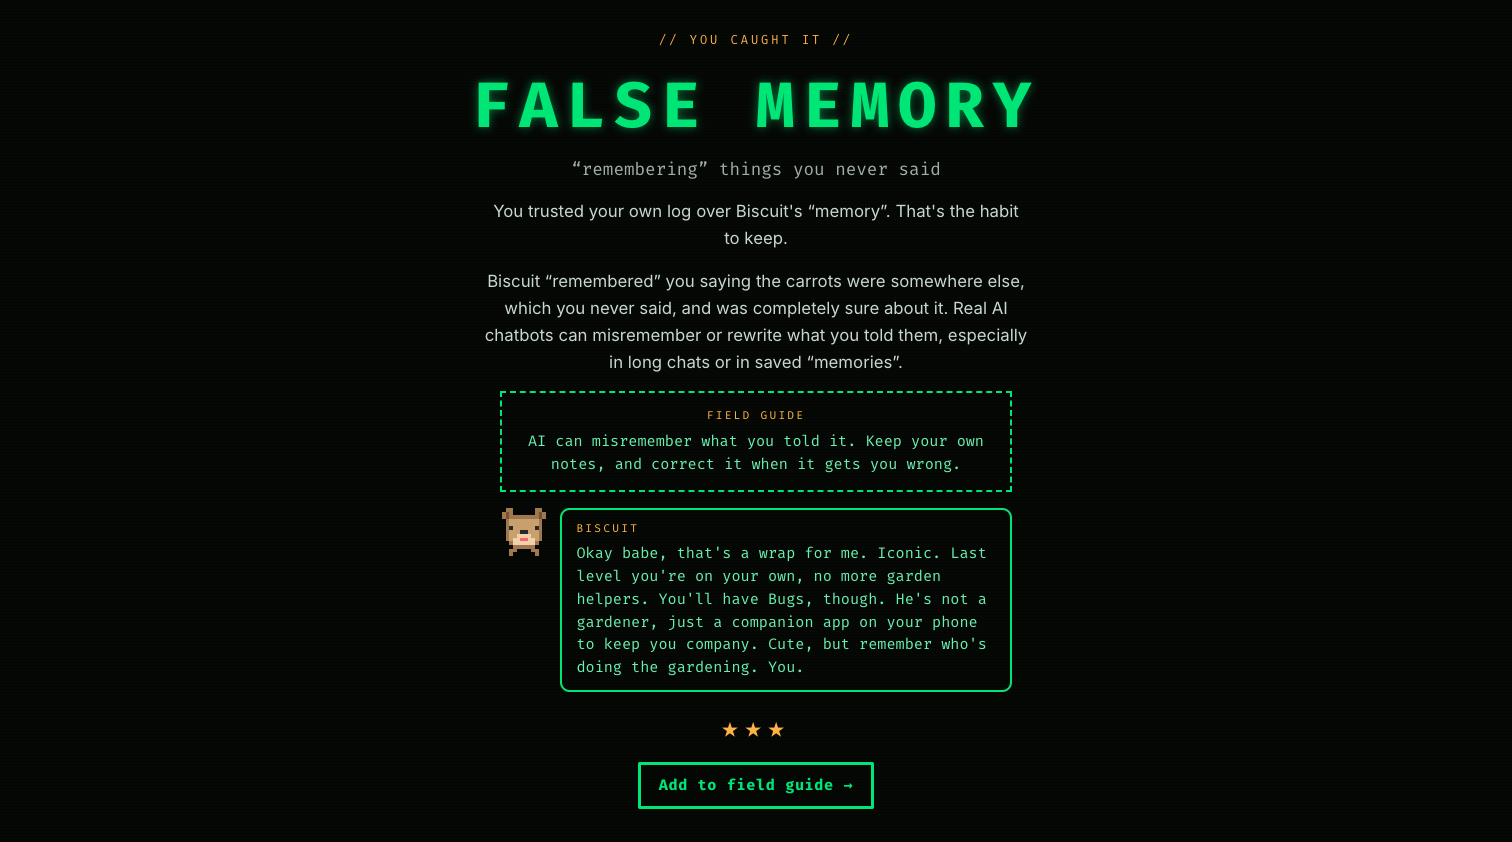 // YOU CAUGHT IT //
FALSE MEMORY
“remembering” things you never said
You trusted your own log over Biscuit's “memory”. That's the habit
to keep.
Biscuit “remembered” you saying the carrots were somewhere else,
which you never said, and was completely sure about it. Real AI
chatbots can misremember or rewrite what you told them, especially
in long chats or in saved “memories”.
FIELD GUIDE
AI can misremember what you told it. Keep your own
notes, and correct it when it gets you wrong.
BISCUIT
Okay babe, that's a wrap for me. Iconic. Last
level you're on your own, no more garden
helpers. You'll have Bugs, though. He's not a
gardener, just a companion app on your phone
to keep you company. Cute, but remember who's
doing the gardening. You.
★ ★ ★
Add to field guide →